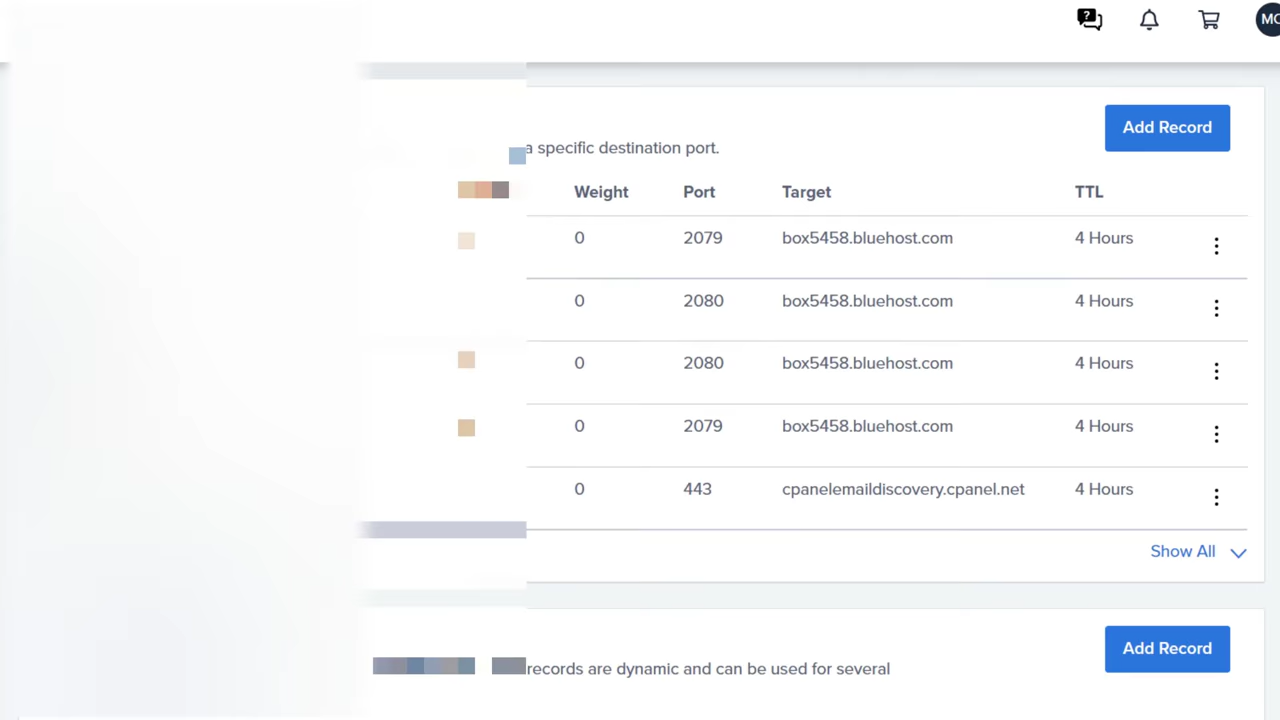 MC
Add Record
a specific destination port.
Weight Port Target TTL
0 2079 box5458.bluehost.com 4 Hours
0 2080 box5458.bluehost.com 4 Hours
0 2080 box5458.bluehost.com 4 Hours
0 2079 box5458.bluehost.com 4 Hours
0 443 cpanelemaildiscovery.cpanel.net 4 Hours
Show All
Add Record
records are dynamic and can be used for several